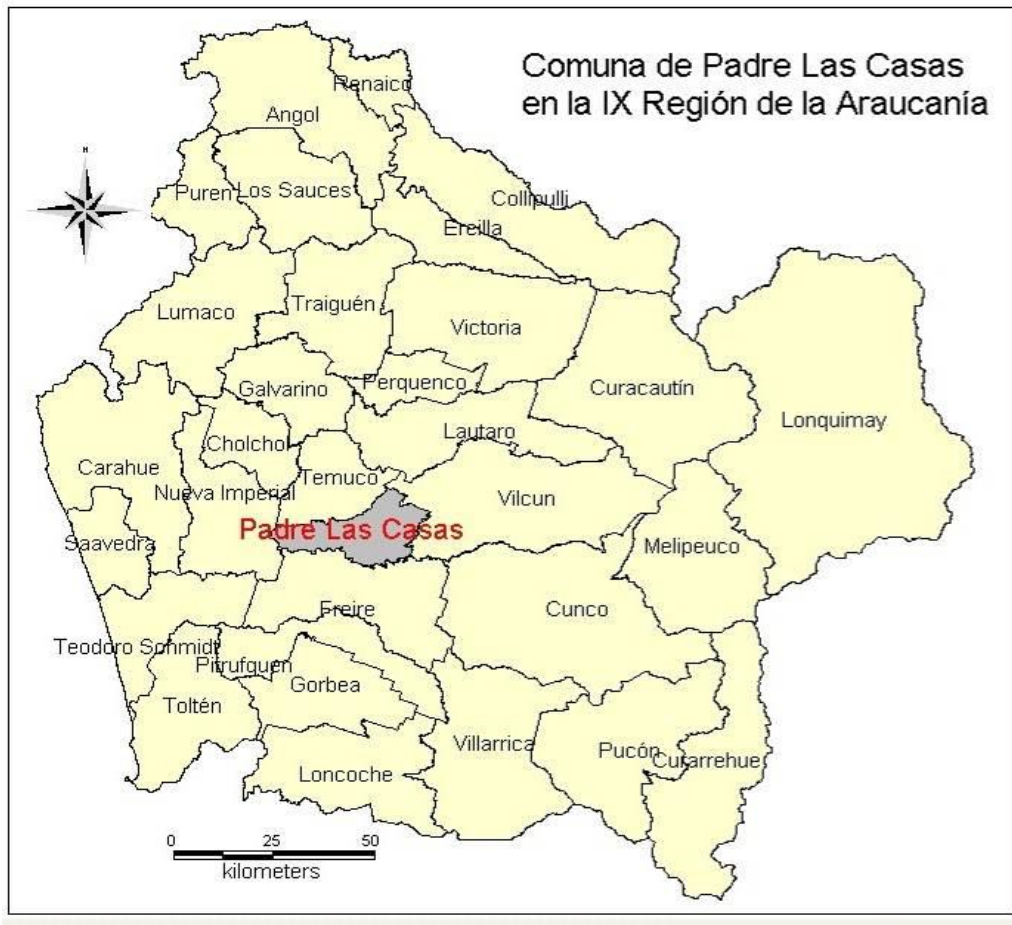 Comuna de Padre Las Casas
en la IX Región de la Araucanía
Renaico
Angol
N
Puren
Los Sauces
Collipulli
Ereilla
Lumaco
Traiguén
Victoria
Galvarino
Perquenco
Curacautín
Lonquimay
Cholcho
Lautaro
Carahue
Temuco
Nueva Imperial
Vilcun
Padre Las Casas
Saavedra
Melipeuco
Freire
Cunco
Teodoro Schmidt
Pitrufquen
Gorbea
Toltén
Villarrica
Pucón
Curarrehue
Loncoche
0 25 50
kilometers